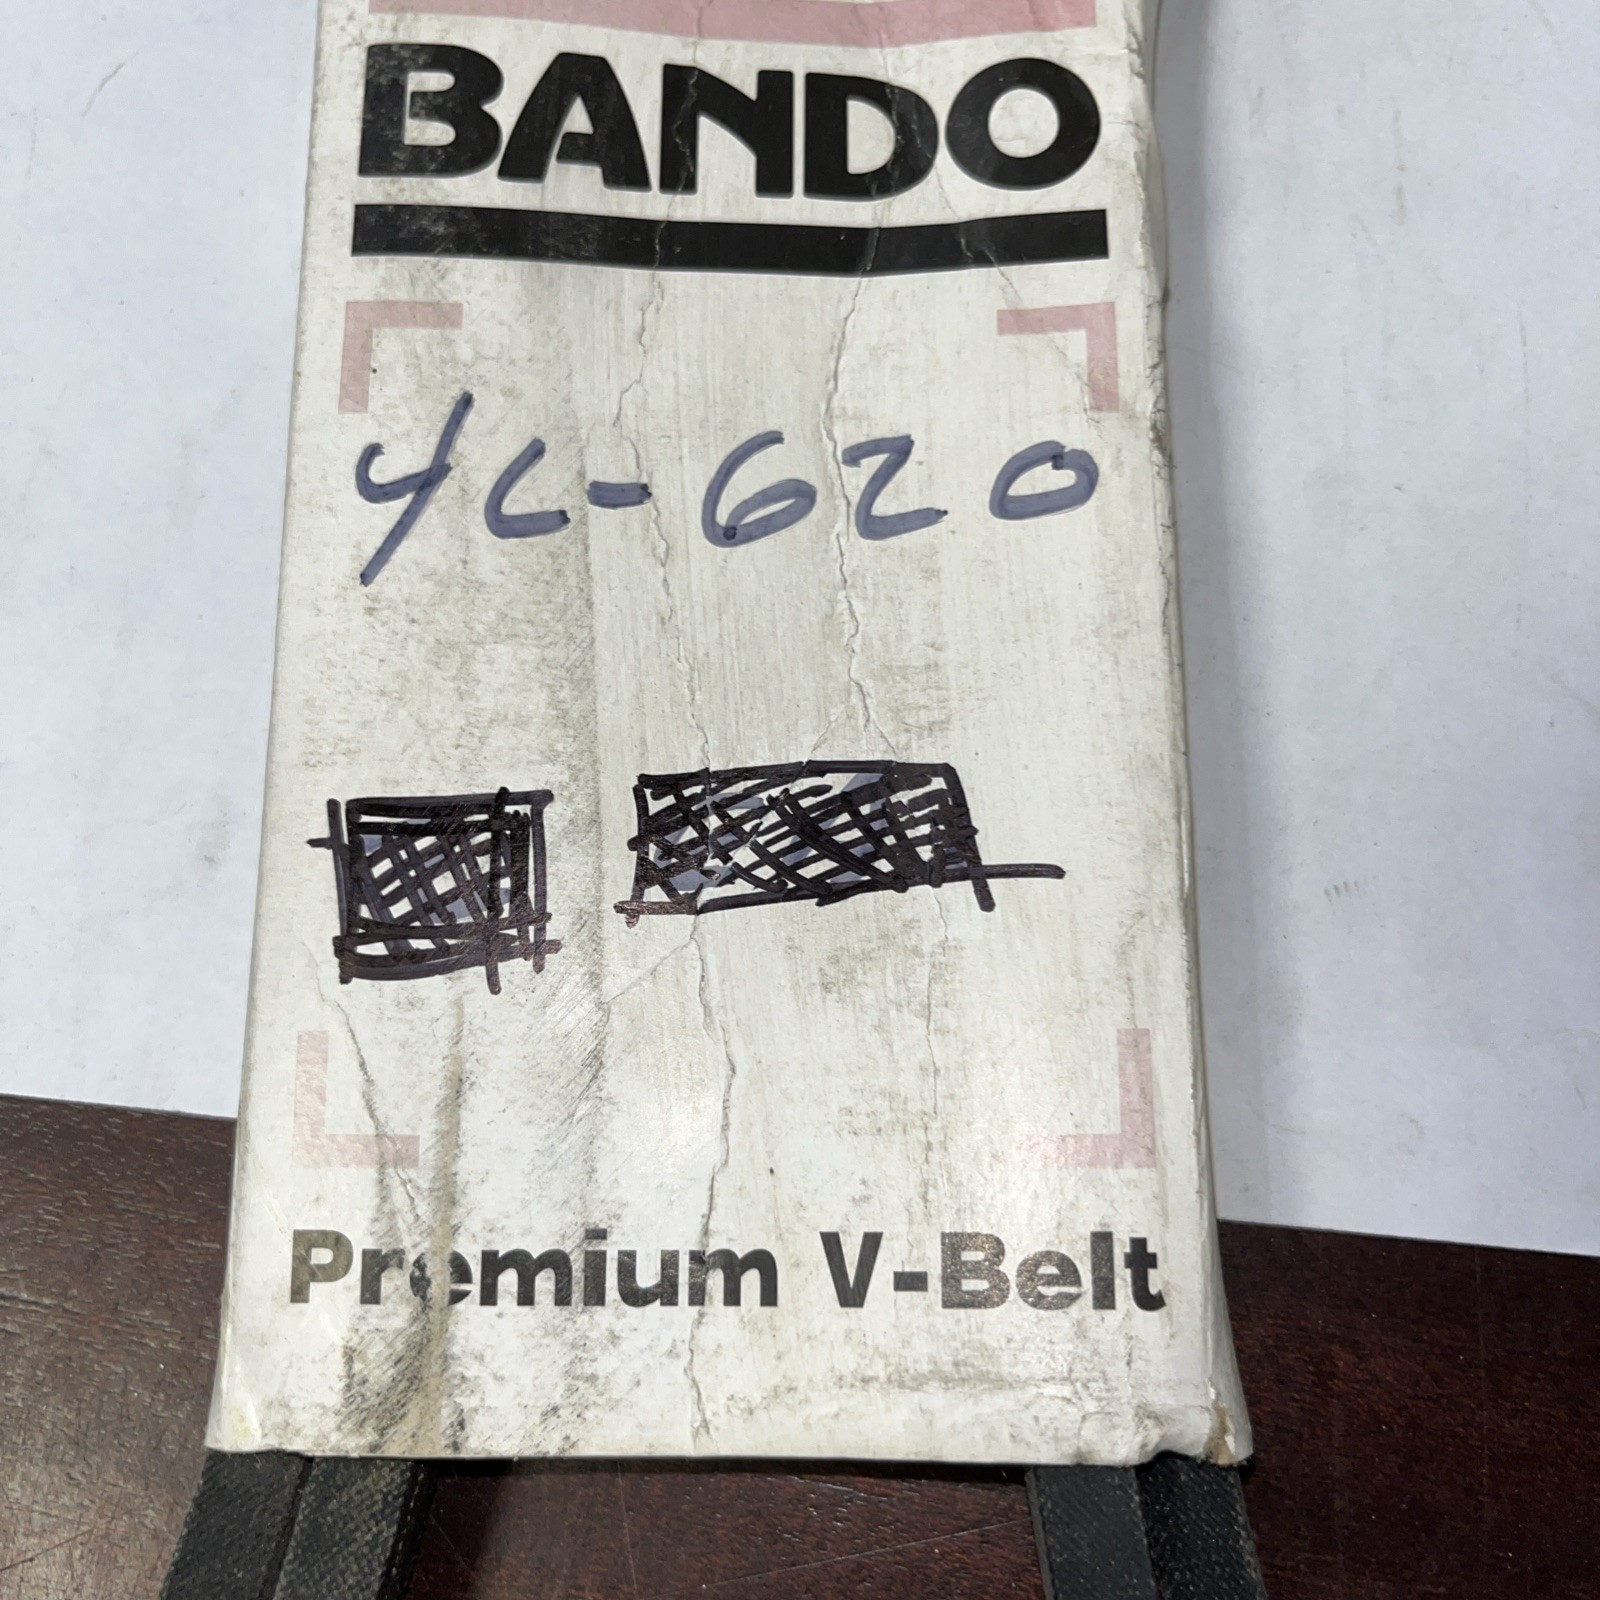 BANDO
4L-620
Premium V-Belt